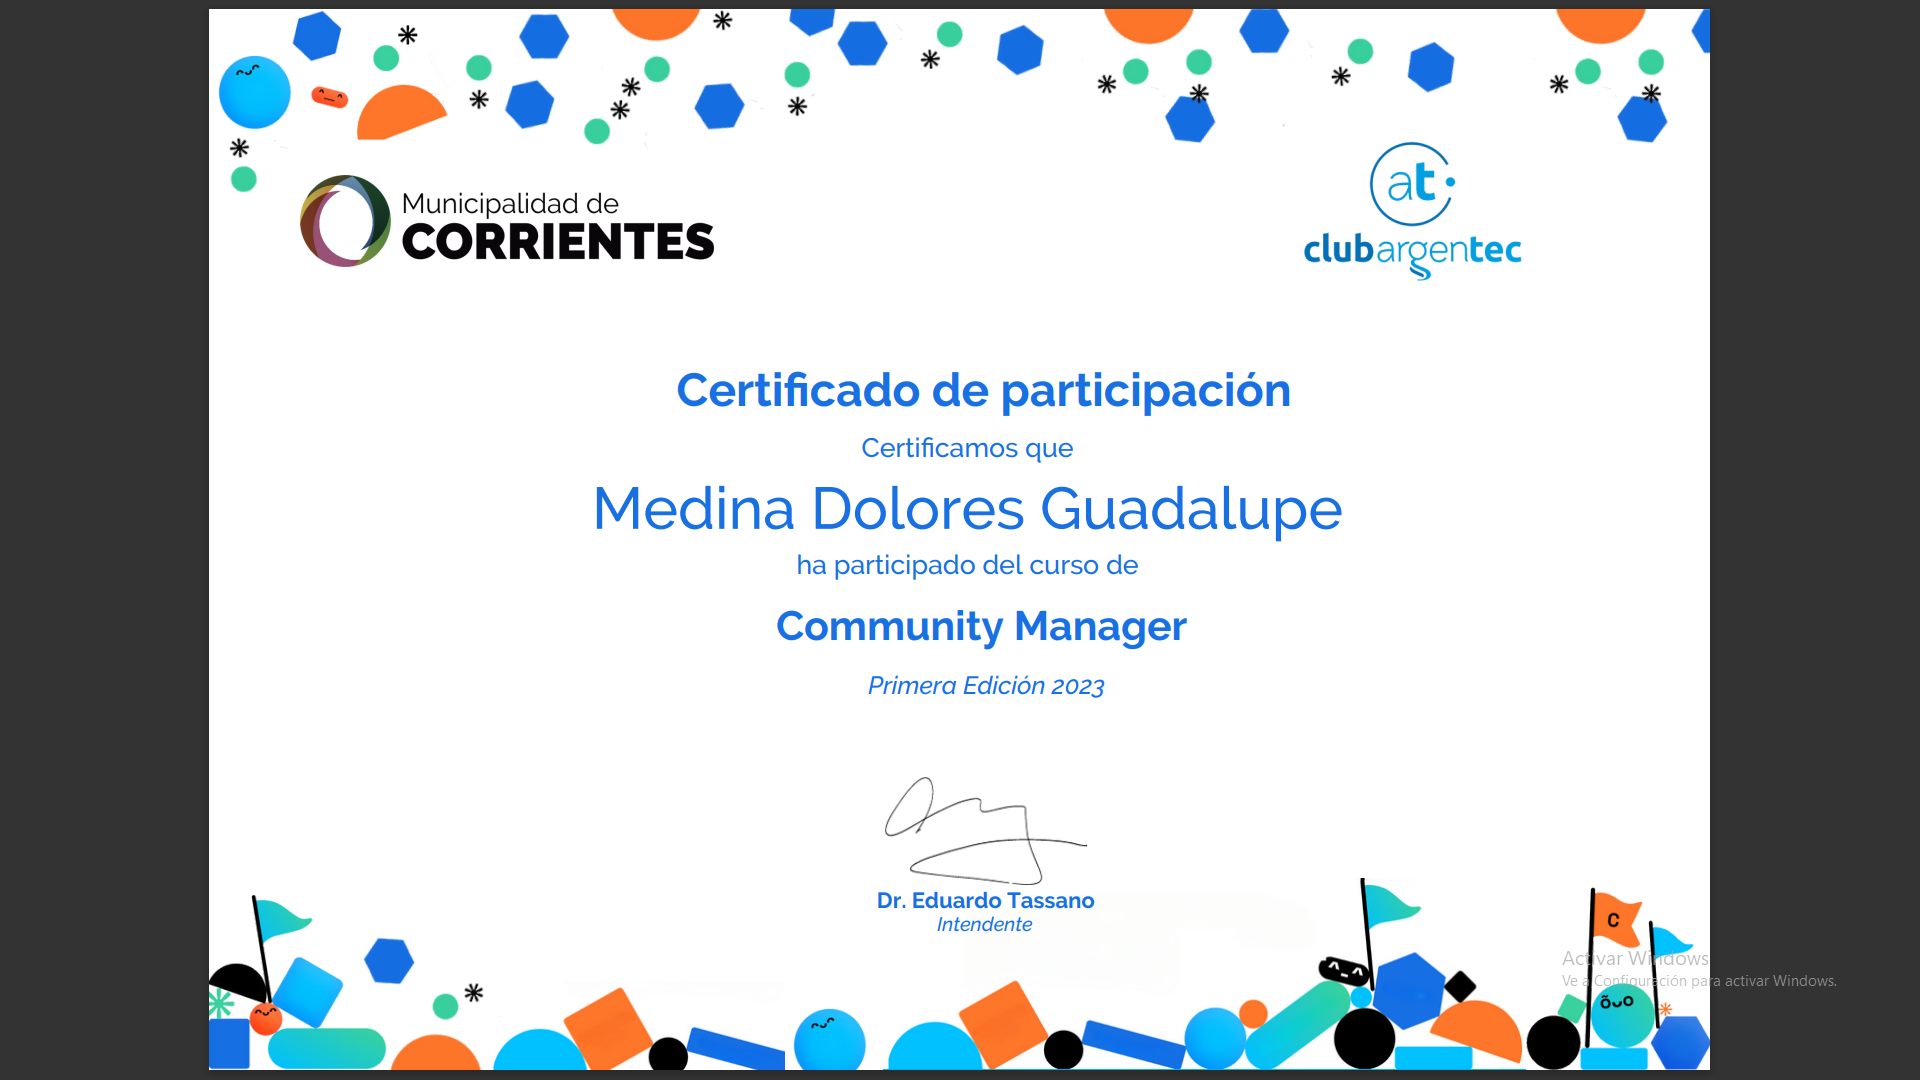 Municipalidad de
CORRIENTES
at
clubargentec
Certificado de participación
Certificamos que
Medina Dolores Guadalupe
ha participado del curso de
Community Manager
Primera Edición 2023
Dr. Eduardo Tassano
Intendente
C
Activar Windows
Ve a Configuración para activar Windows.